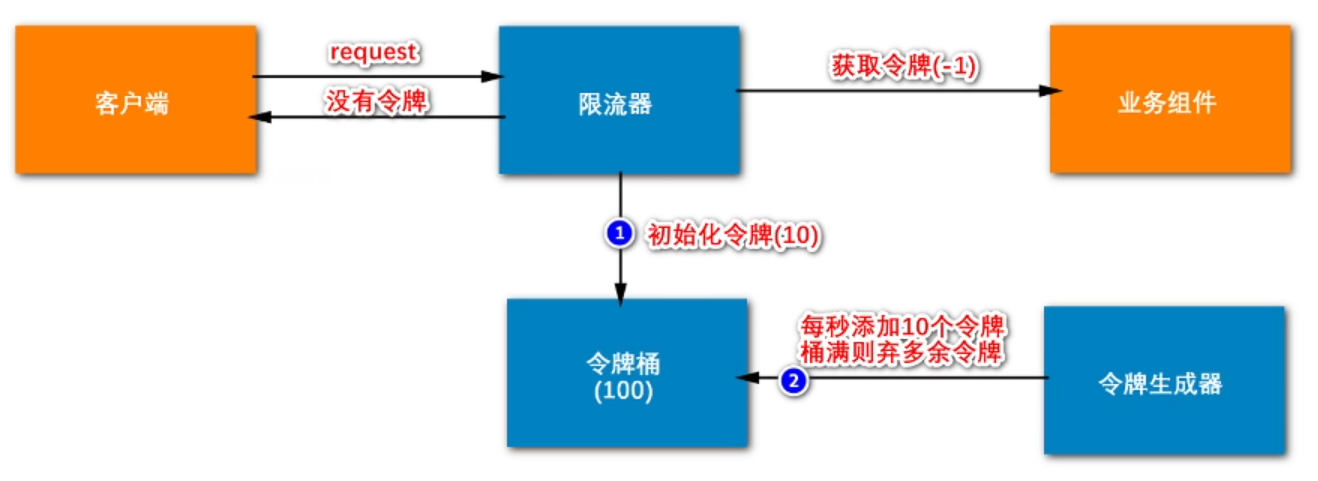 request
客户端
没有令牌
限流器
获取令牌(-1)
业务组件
1
初始化令牌(10)
令牌桶
(100)
每秒添加10个令牌
桶满则弃多余令牌
2
令牌生成器